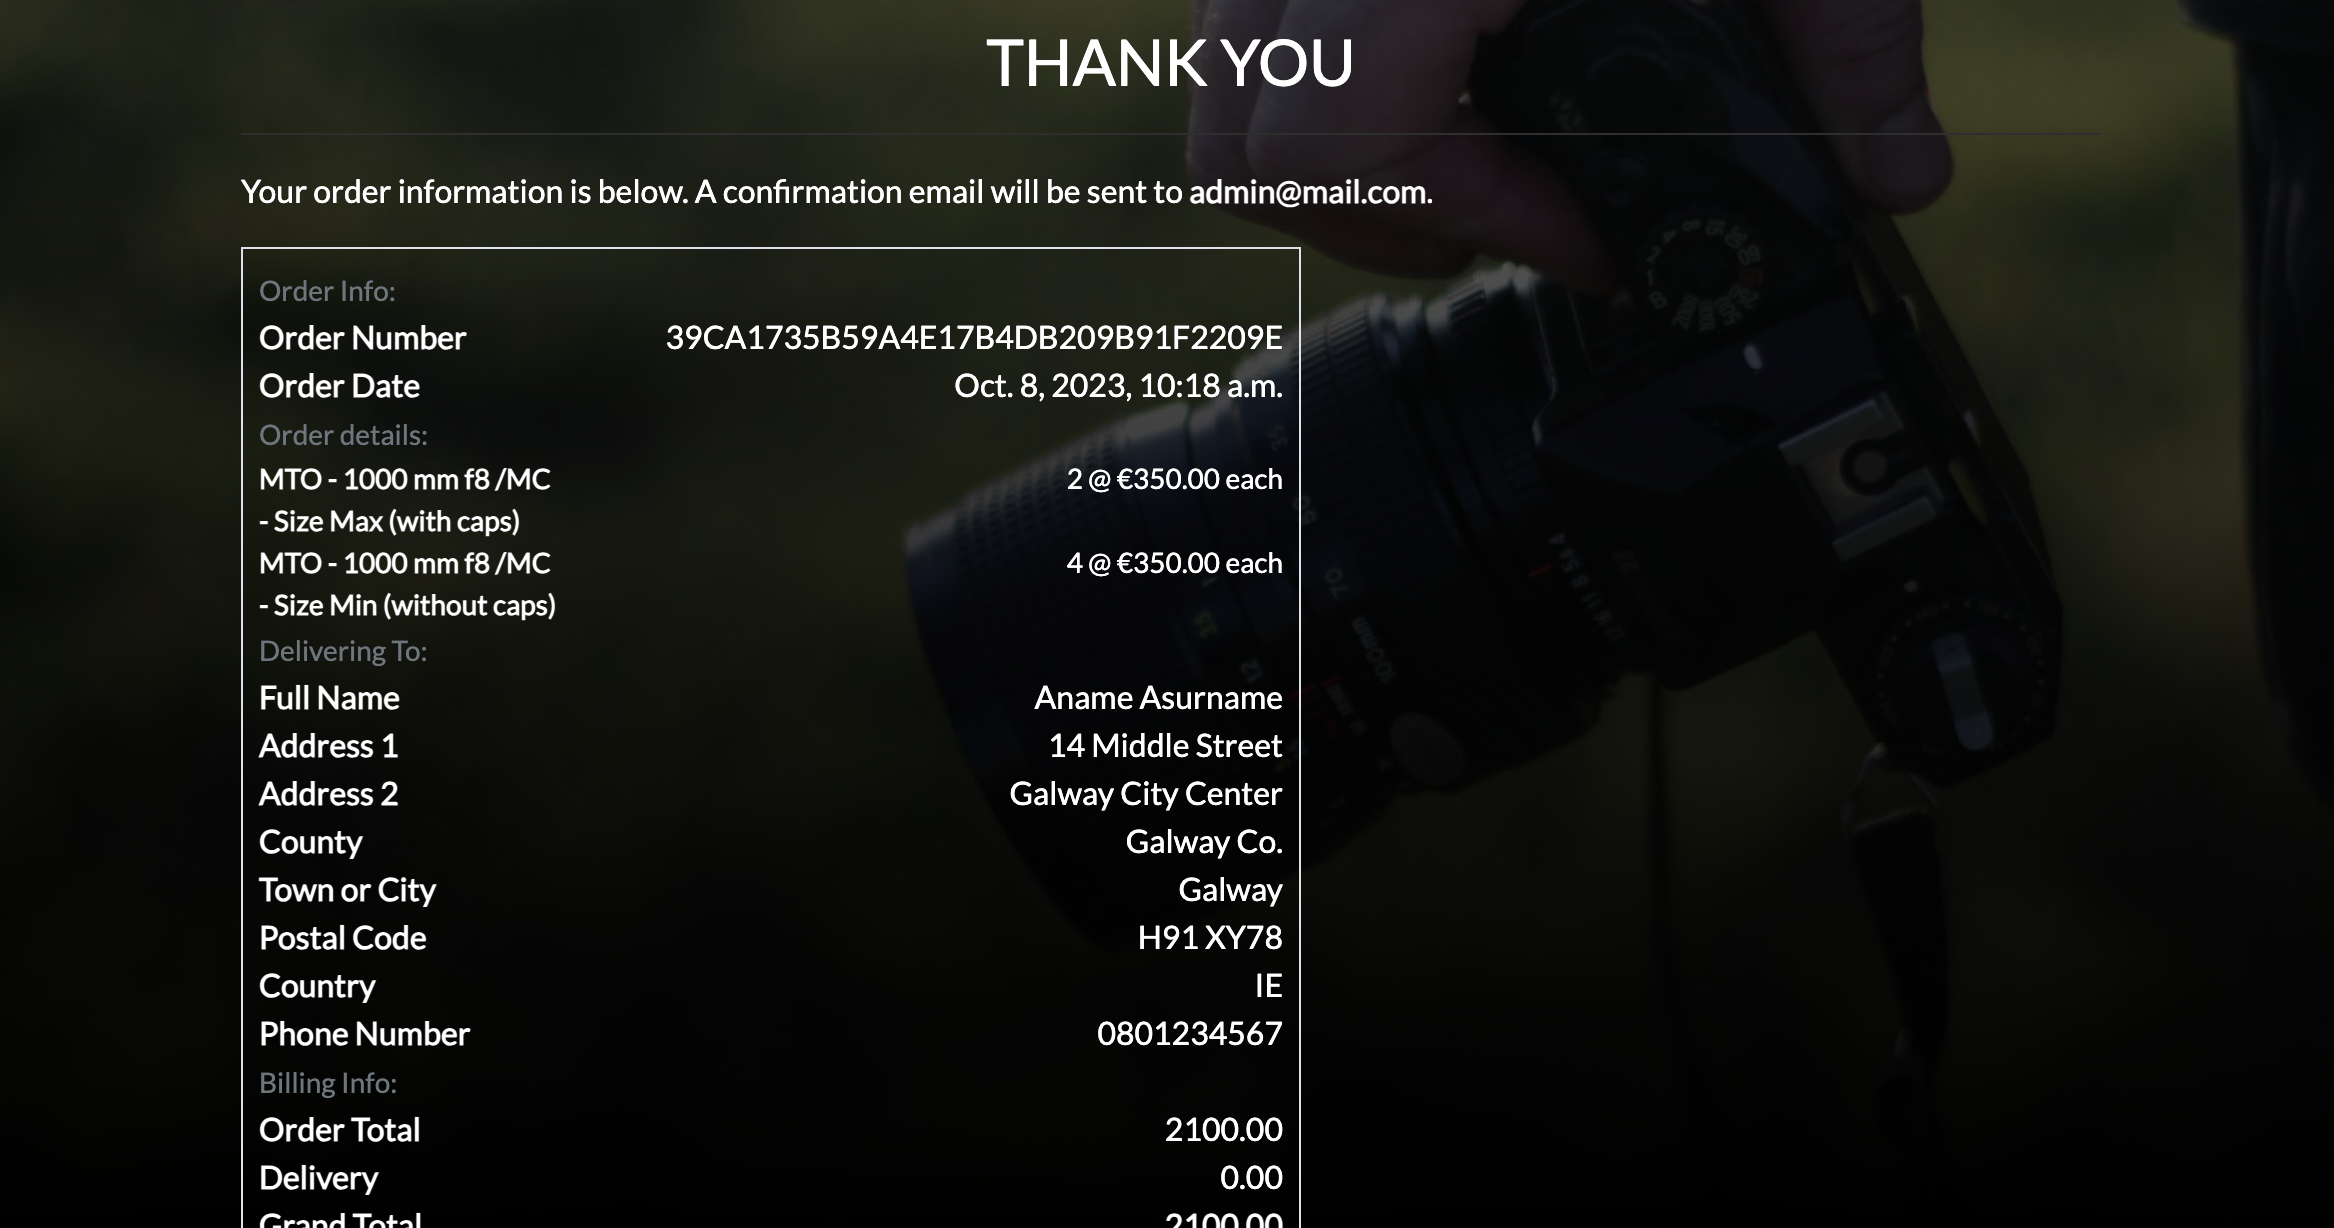 THANK YOU
Your order information is below. A confirmation email will be sent to admin@mail.com.
Order Info:
Order Number 39CA1735B59A4E17B4DB209B91F2209E
Order Date Oct. 8, 2023, 10:18 a.m.
Order details:
MTO - 1000 mm f8 /MC 2 @ €350.00 each
- Size Max (with caps)
MTO - 1000 mm f8 /MC 4 @ €350.00 each
- Size Min (without caps)
Delivering To:
Full Name Aname Asurname
Address 1 14 Middle Street
Address 2 Galway City Center
County Galway Co.
Town or City Galway
Postal Code H91 XY78
Country IE
Phone Number 0801234567
Billing Info:
Order Total 2100.00
Delivery 0.00
Grand Total 2100.00